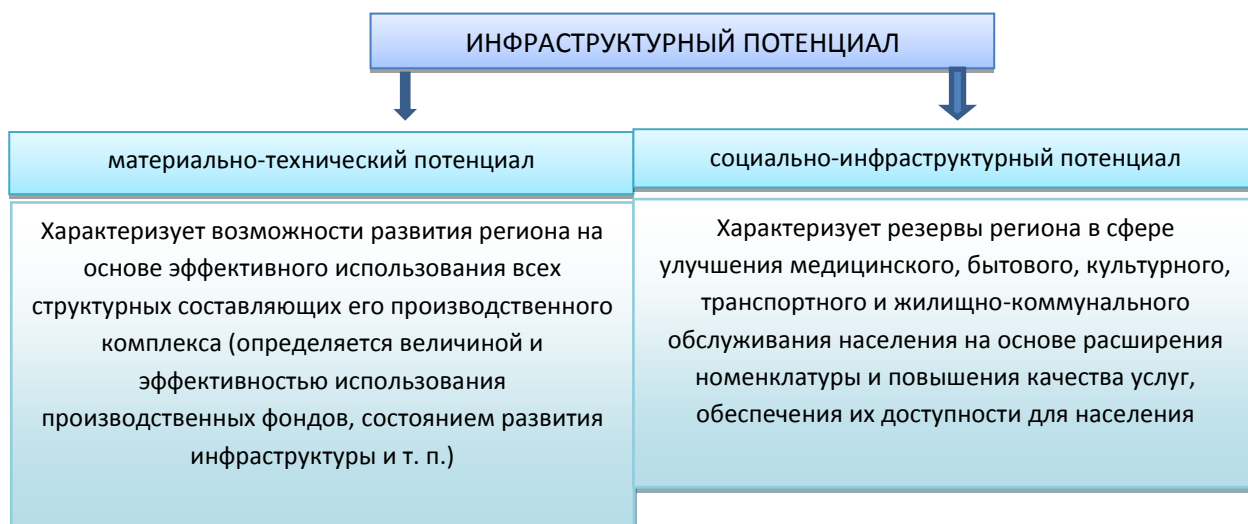 ИНФРАСТРУКТУРНЫЙ ПОТЕНЦИАЛ
материально-технический потенциал
Характеризует возможности развития региона на
основе эффективного использования всех
структурных составляющих его производственного
комплекса (определяется величиной и
эффективностью использования
производственных фондов, состоянием развития
инфраструктуры и т. п.)
социально-инфраструктурный потенциал
Характеризует резервы региона в сфере
улучшения медицинского, бытового, культурного,
транспортного и жилищно-коммунального
обслуживания населения на основе расширения
номенклатуры и повышения качества услуг,
обеспечения их доступности для населения